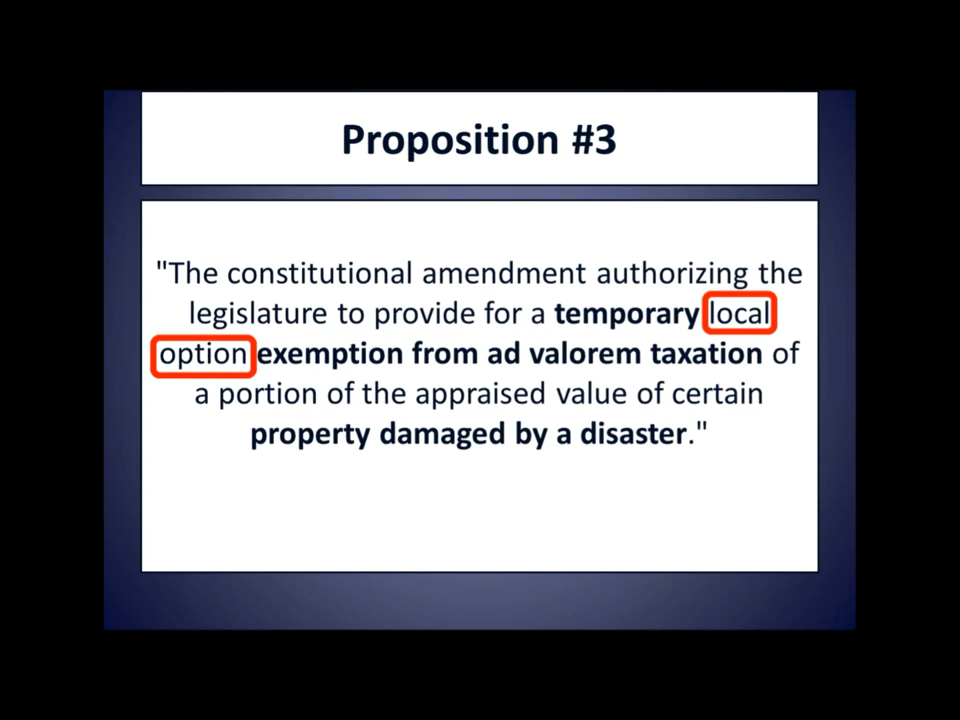 Proposition #3
"The constitutional amendment authorizing the
legislature to provide for a temporary local
option exemption from ad valorem taxation of
a portion of the appraised value of certain
property damaged by a disaster."